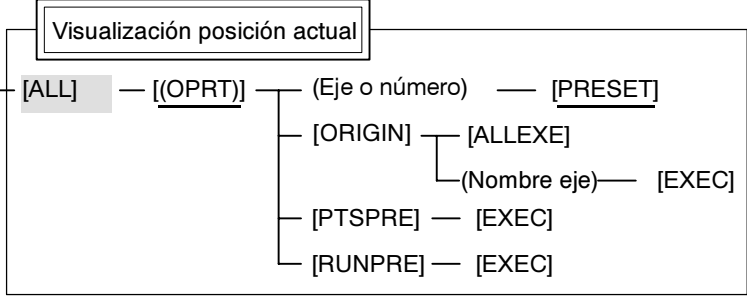 Visualización posición actual
[ALL] [(OPRT)] (Eje o número) [PRESET]
[ORIGIN] [ALLEXE]
(Nombre eje) [EXEC]
[PTSPRE] [EXEC]
[RUNPRE] [EXEC]